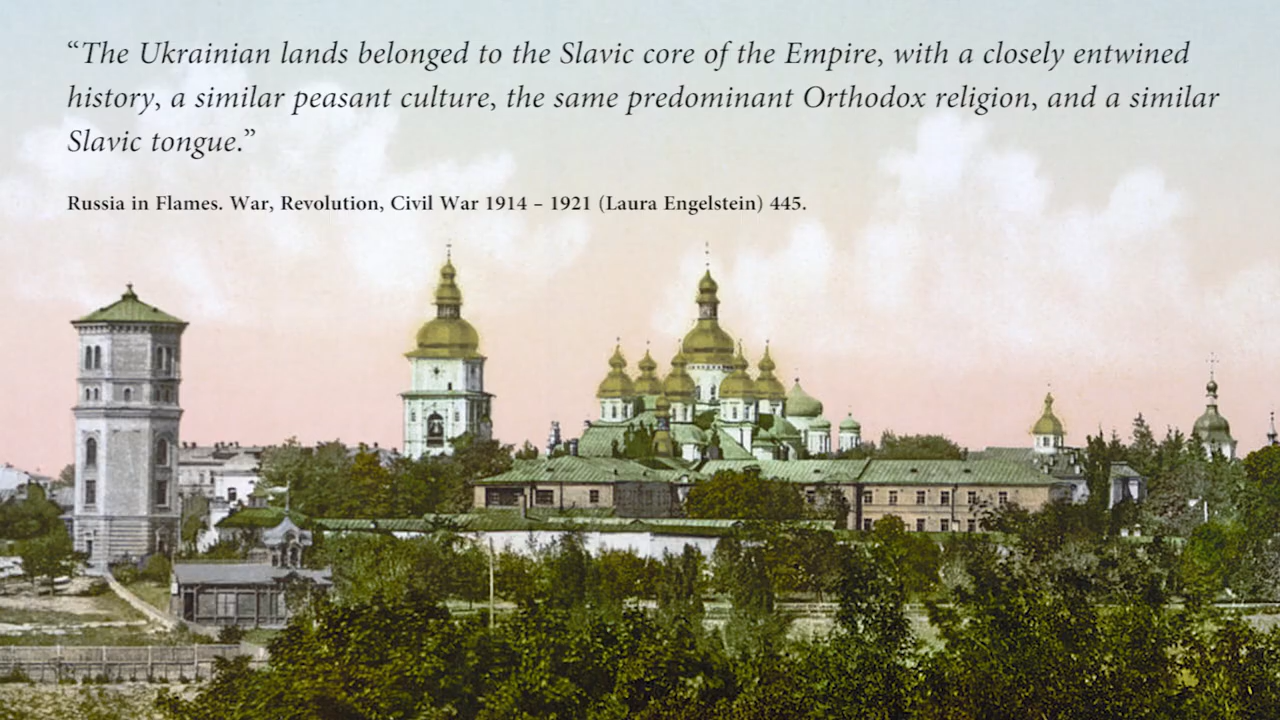 “The Ukrainian lands belonged to the Slavic core of the Empire, with a closely entwined
history, a similar peasant culture, the same predominant Orthodox religion, and a similar
Slavic tongue.”
Russia in Flames. War, Revolution, Civil War 1914 – 1921 (Laura Engelstein) 445.